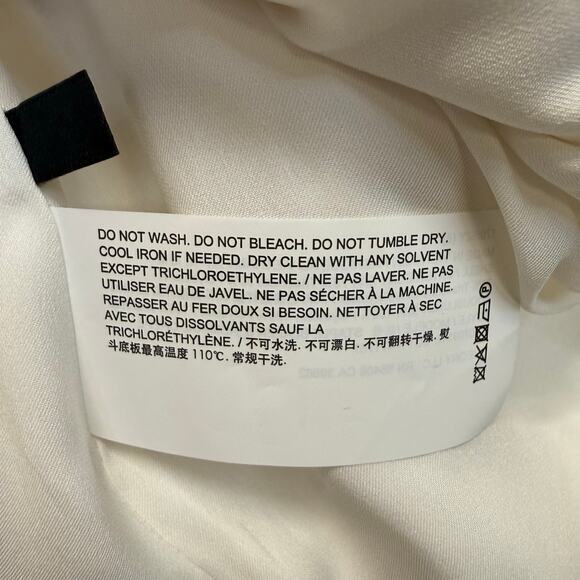 DO NOT WASH. DO NOT BLEACH. DO NOT TUMBLE DRY.
COOL IRON IF NEEDED. DRY CLEAN WITH ANY SOLVENT
EXCEPT TRICHLOROETHYLENE. / NE PAS LAVER. NE PAS
UTILISER EAU DE JAVEL. NE PAS SÉCHER À LA MACHINE.
REPASSER AU FER DOUX SI BESOIN. NETTOYER À SEC
AVEC TOUS DISSOLVANTS SAUF LA
TRICHLORÉTHYLÈNE. / 不可水洗. 不可漂白. 不可翻转干燥. 熨
斗底板最高温度 110℃. 常规干洗.